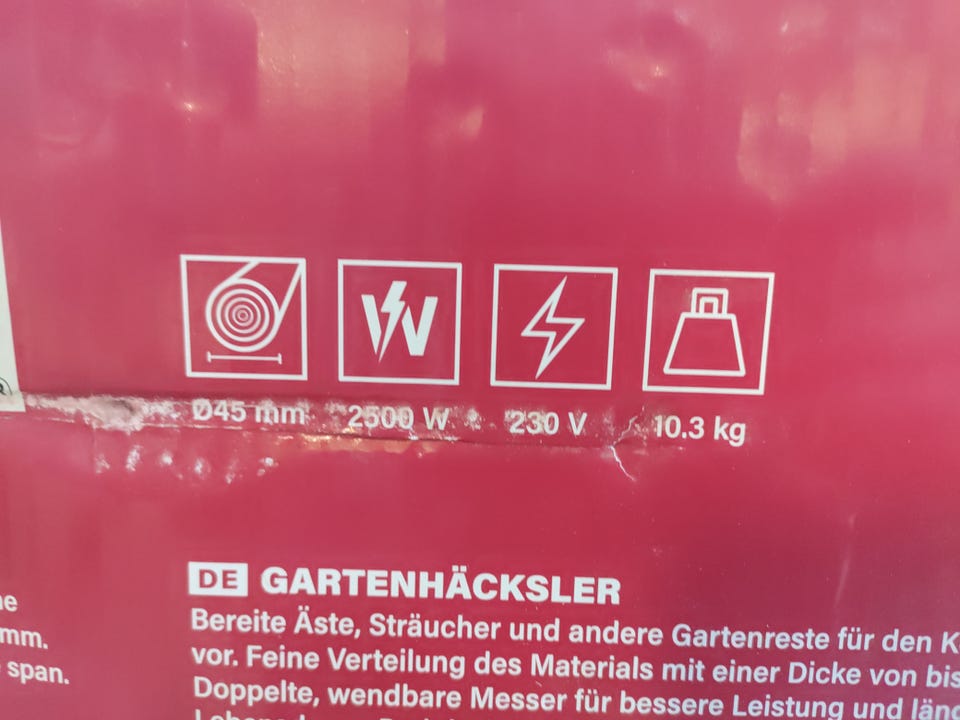 Ø45 mm 2500 W 230 V 10.3 kg
DE GARTENHÄCKSLER
Bereite Äste, Sträucher und andere Gartenreste für den
vor. Feine Verteilung des Materials mit einer Dicke von bis
Doppelte, wendbare Messer für bessere Leistung und
mm.
span.